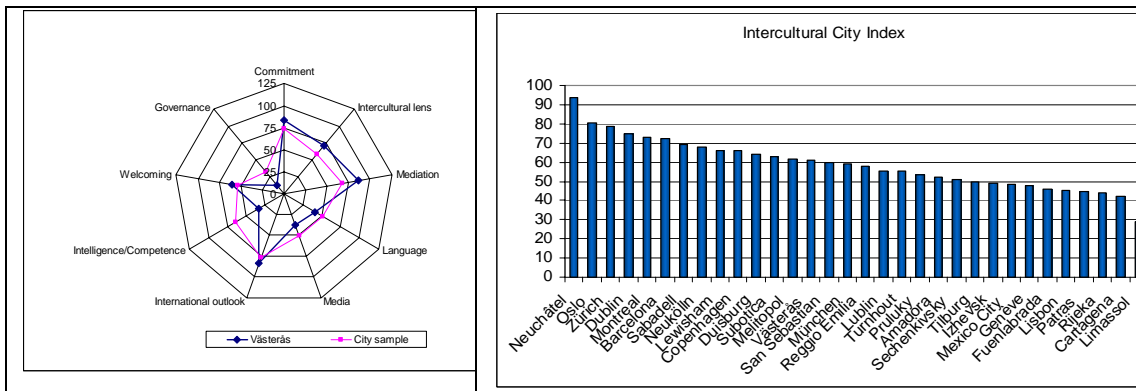 Commitment
125
100
75
50
25
0
Governance
Intercultural lens
Welcoming
Mediation
Intelligence/Competence
Language
International outlook
Media
Västerås
City sample
Intercultural City Index
100
90
80
70
60
50
40
30
20
10
0
Neuchâtel
Oslo
Zürich
Dublin
Montreal
Barcelona
Sabadell
Neukölln
Lewisham
Copenhagen
Duisburg
Subotica
Melitopol
Västerås
San Sebastian
München
Reggio Emilia
Lublin
Turnhout
Pruluky
Amadora
Sechenkivsky
Tilburg
Izhevsk
Mexico City
Genève
Fuenlabrada
Lisbon
Patras
Rijeka
Cartagena
Limassol